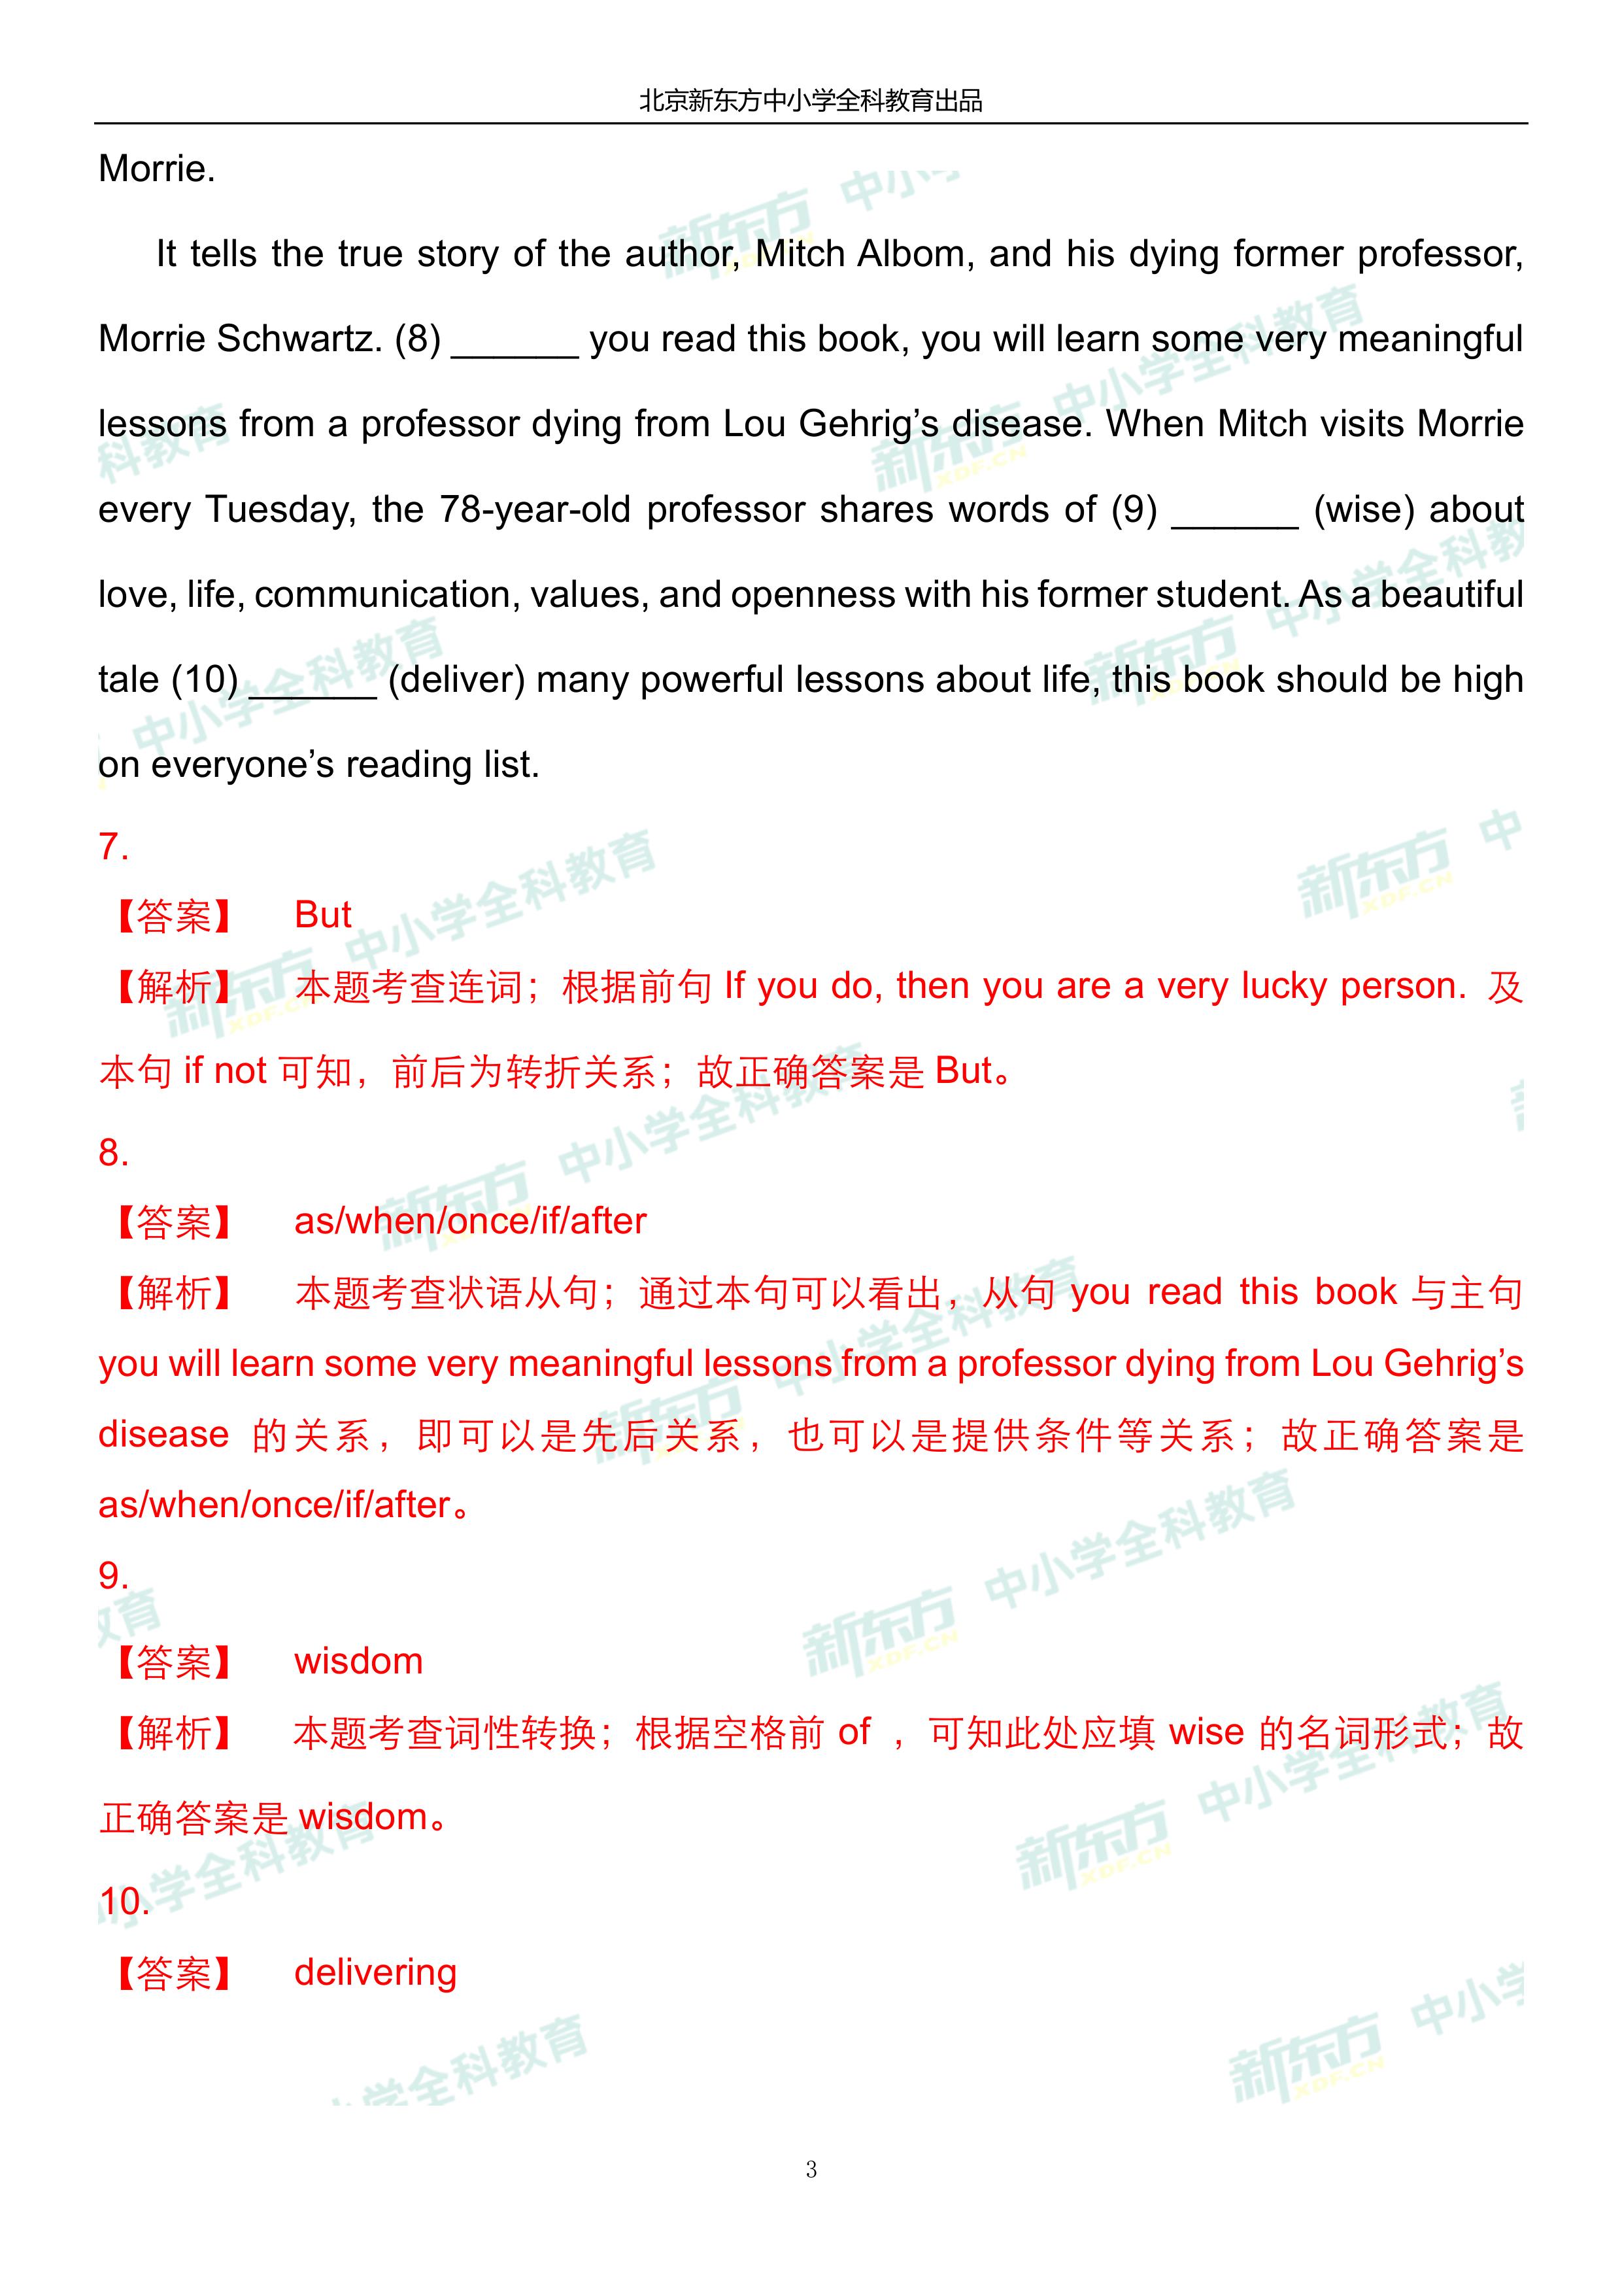 北京新东方中小学全科教育出品
Morrie.
It tells the true story of the author, Mitch Albom, and his dying former professor,
Morrie Schwartz. (8) ______ you read this book, you will learn some very meaningful
lessons from a professor dying from Lou Gehrig’s disease. When Mitch visits Morrie
every Tuesday, the 78-year-old professor shares words of (9) ______ (wise) about
love, life, communication, values, and openness with his former student. As a beautiful
tale (10) ______ (deliver) many powerful lessons about life, this book should be high
on everyone’s reading list.
7.
【答案】 But
【解析】 本题考查连词；根据前句 If you do, then you are a very lucky person. 及
本句 if not 可知，前后为转折关系；故正确答案是 But。
8.
【答案】 as/when/once/if/after
【解析】 本题考查状语从句；通过本句可以看出，从句 you read this book 与主句
you will learn some very meaningful lessons from a professor dying from Lou Gehrig’s
disease 的关系，即可以是先后关系，也可以是提供条件等关系；故正确答案是
as/when/once/if/after。
9.
【答案】 wisdom
【解析】 本题考查词性转换；根据空格前 of ，可知此处应填 wise 的名词形式；故
正确答案是 wisdom。
10.
【答案】 delivering
3